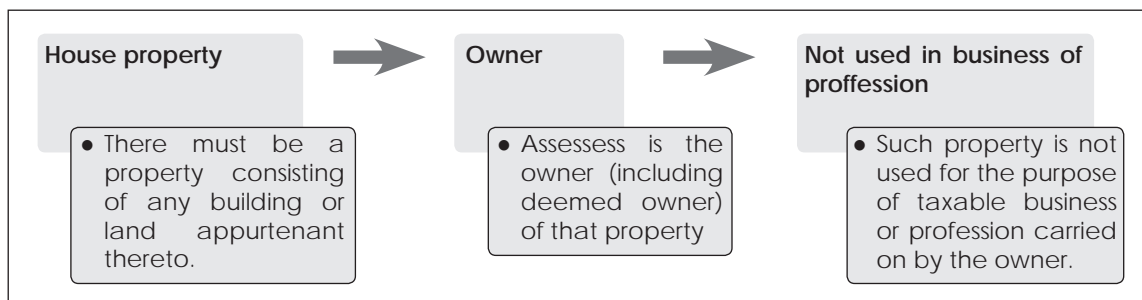 House property
• There must be a
property consisting
of any building or
land appurtenant
thereto.
Owner
• Assessess is the
owner (including
deemed owner)
of that property
Not used in business of
proffession
• Such property is not
used for the purpose
of taxable business
or profession carried
on by the owner.